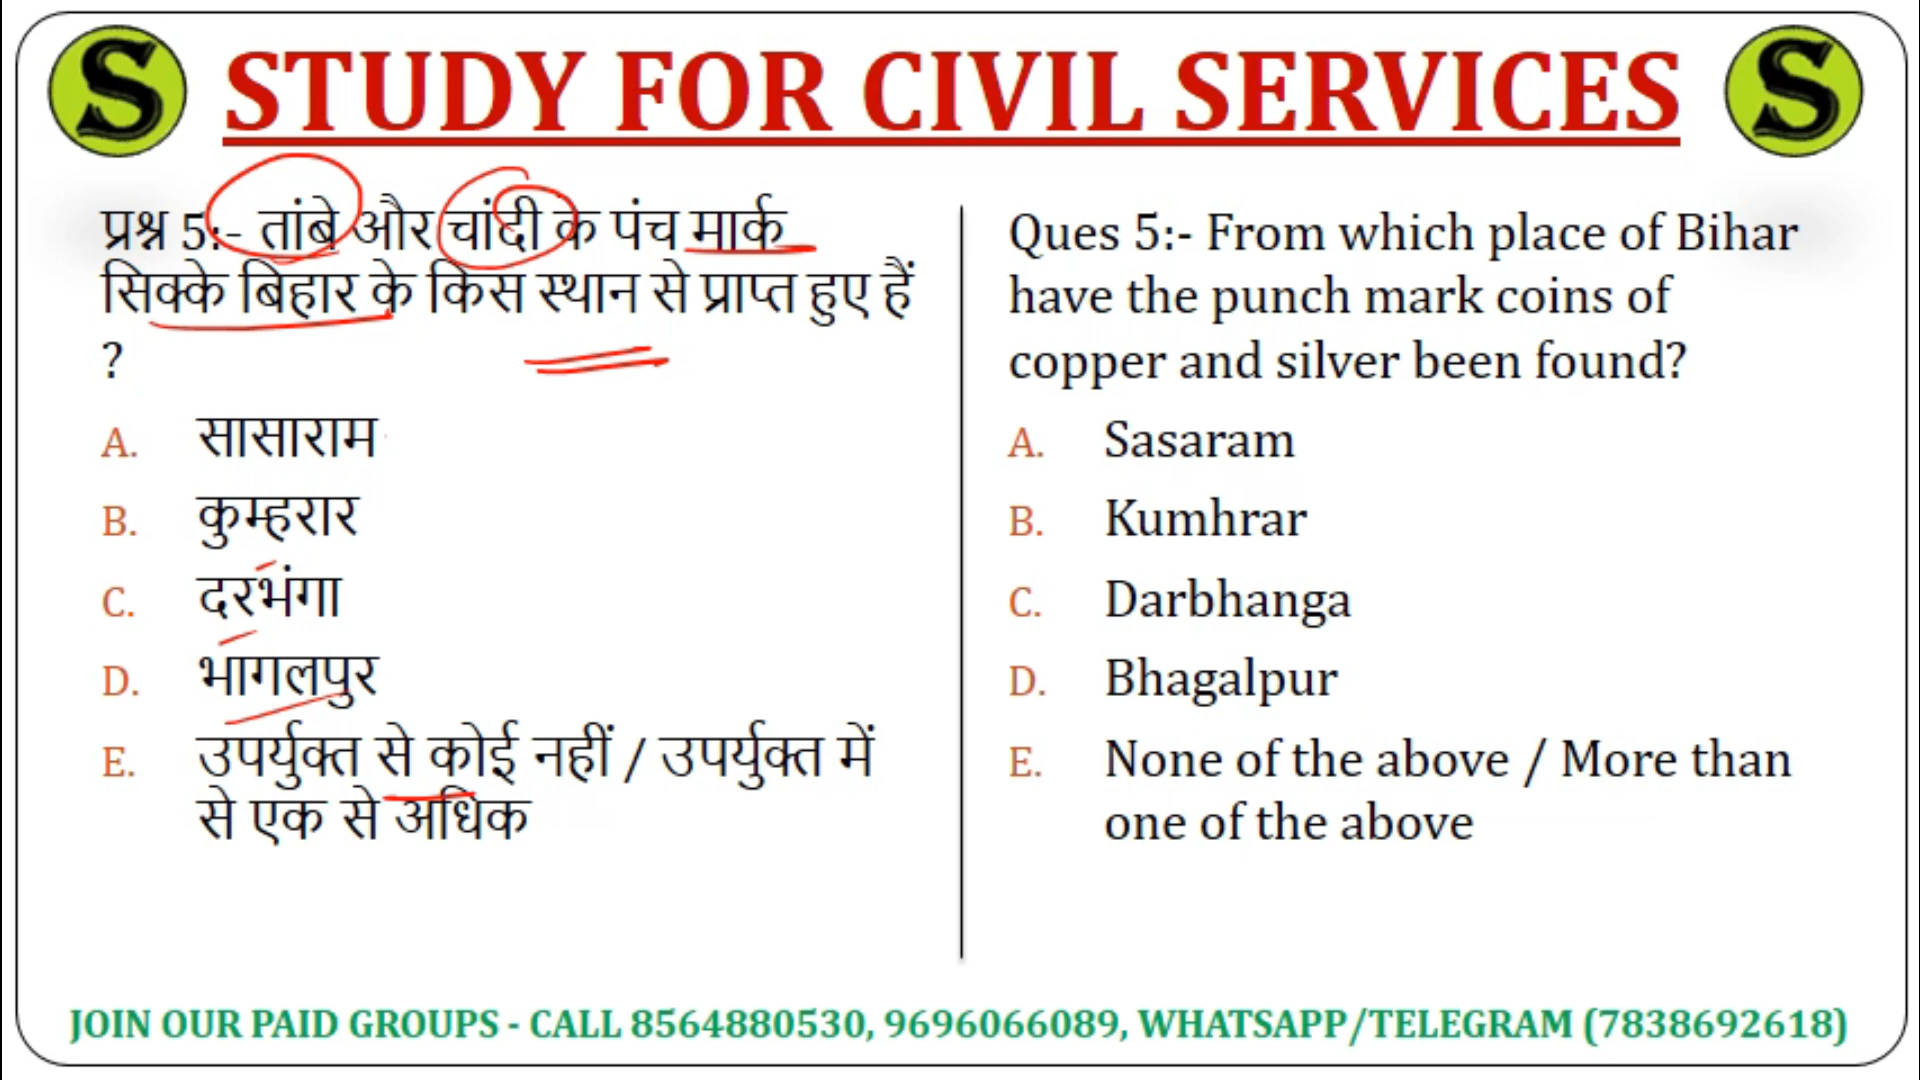 S STUDY FOR CIVIL SERVICES S
प्रश्न 5:- तांबे और चांदी क पंच मार्क
सिक्के बिहार के किस स्थान से प्राप्त हुए हैं
?
A. सासाराम
B. कुम्हरार
C. दरभंगा
D. भागलपुर
E. उपर्युक्त से कोई नहीं / उपर्युक्त में
से एक से अधिक
Ques 5:- From which place of Bihar
have the punch mark coins of
copper and silver been found?
A. Sasaram
B. Kumhrar
C. Darbhanga
D. Bhagalpur
E. None of the above / More than
one of the above
JOIN OUR PAID GROUPS - CALL 8564880530, 9696066089, WHATSAPP/TELEGRAM (7838692618)